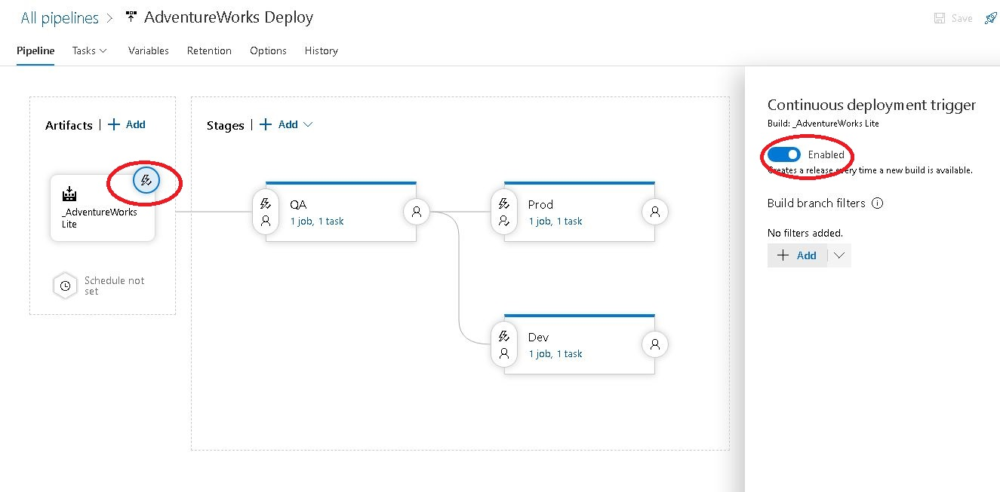 All pipelines > AdventureWorks Deploy
Save
Pipeline Tasks Variables Retention Options History
Artifacts | + Add
Stages | + Add
_AdventureWorks
Lite
Schedule not
set
QA
1 job, 1 task
Prod
1 job, 1 task
Dev
1 job, 1 task
Continuous deployment trigger
Build: _AdventureWorks Lite
Enabled
Creates a release every time a new build is available.
Build branch filters
No filters added.
+ Add